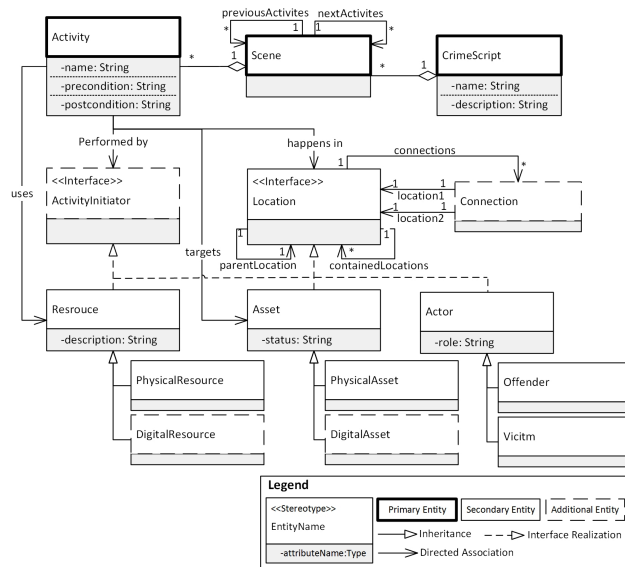 previousActivites
nextActivites
Activity
*
1
1
*
Scene
CrimeScript
-name: String
*
1
*
1
-precondition: String
-name: String
-postcondition: String
-description: String
Performed by
happens in
connections
1
*
uses
<<Interface>>
ActivityInitiator
<<Interface>>
Location
1
1
location1
1
1
location2
Connection
1
1
targets
1
*
parentLocation
containedLocations
Resrouce
Asset
Actor
-description: String
-status: String
-role: String
PhysicalResource
PhysicalAsset
Offender
DigitalResource
DigitalAsset
Vicitm
Legend
<<Stereotype>>
EntityName
-attributeName:Type
Primary Entity
Secondary Entity
Additional Entity
Inheritance
Interface Realization
Directed Association